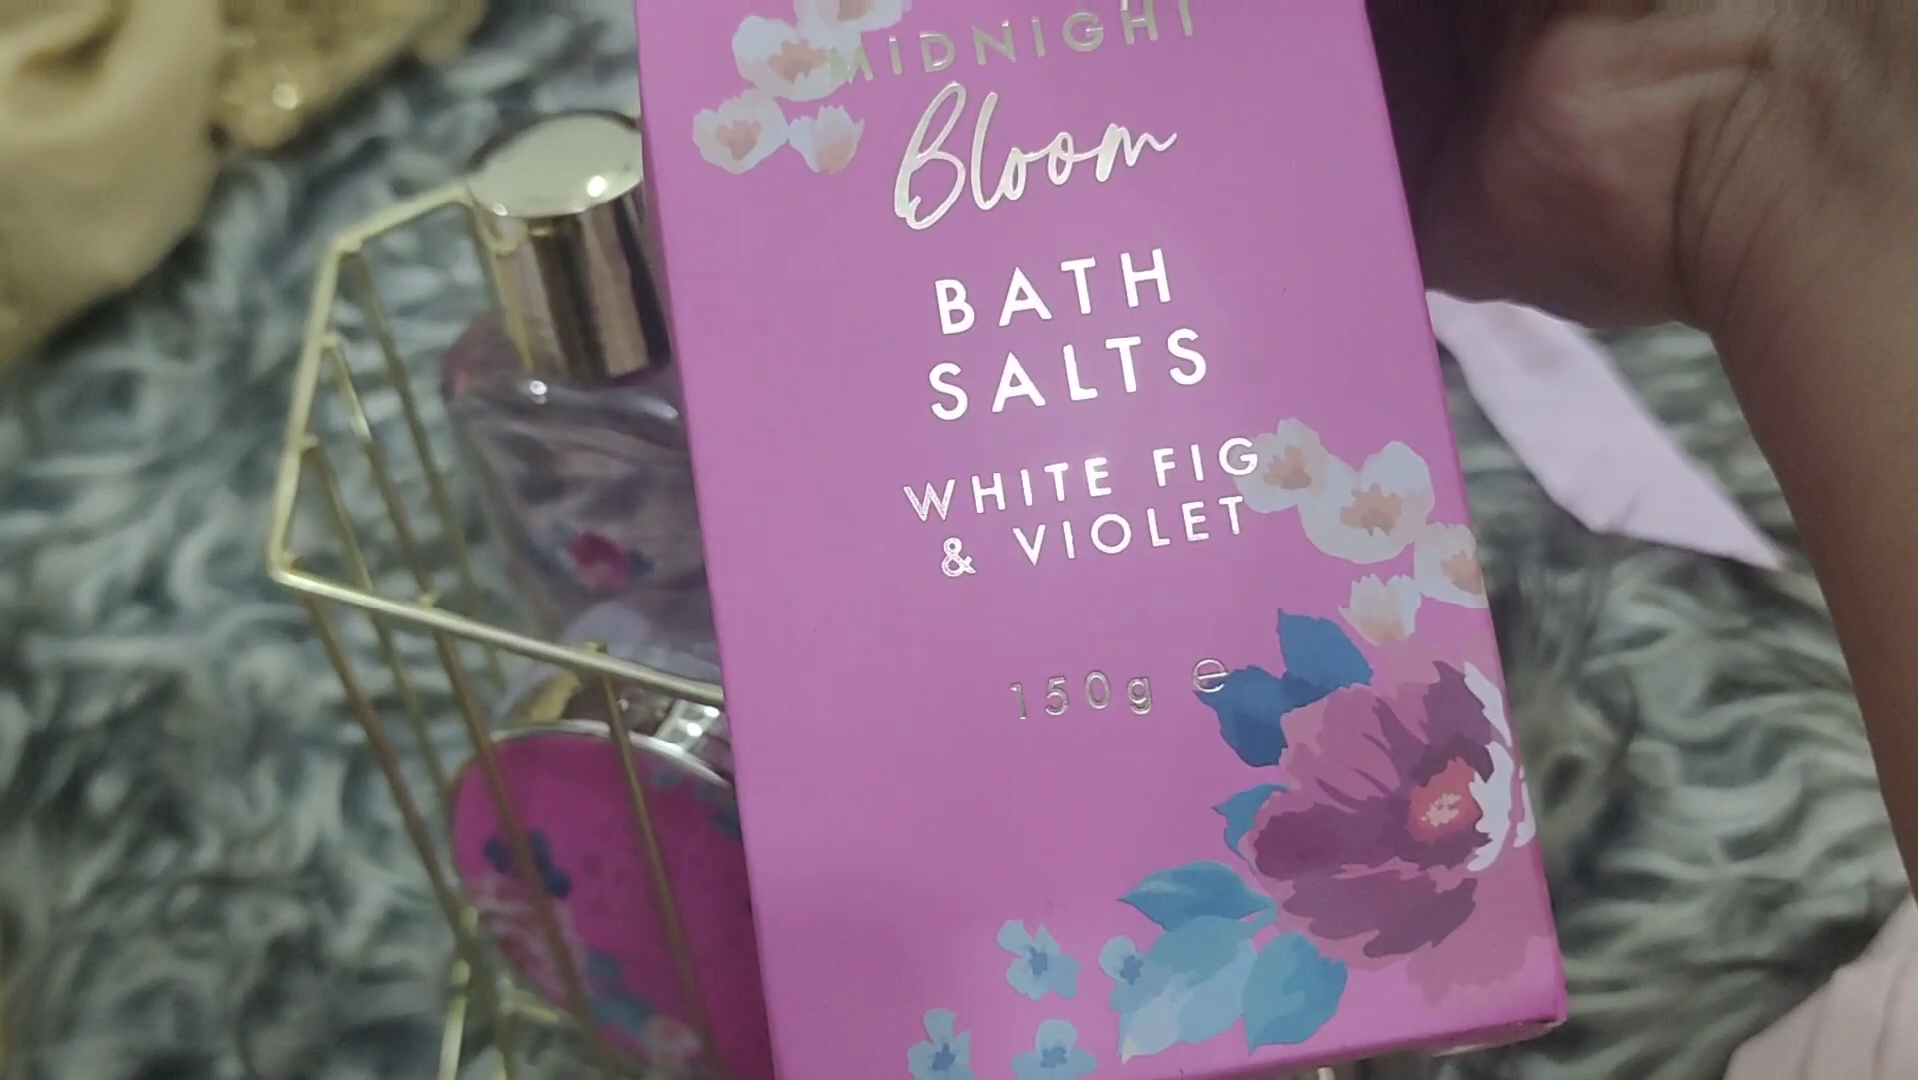 MIDNIGHT
Bloom
BATH
SALTS
WHITE FIG
& VIOLET
150g ℮